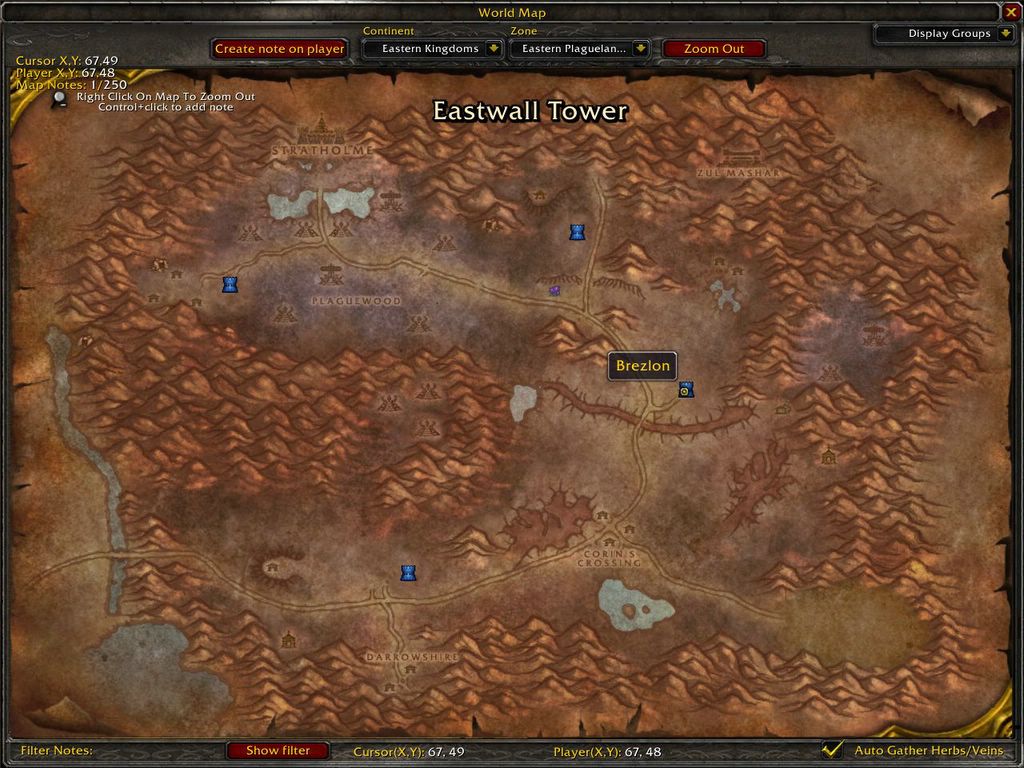 World Map
Continent
Zone
Create note on player
Eastern Kingdoms
Eastern Plaguelan...
Zoom Out
Display Groups
Cursor X,Y: 67,49
Player X,Y: 67,48
Map Notes: 1/250
Right Click On Map To Zoom Out
Control+click to add note
Eastwall Tower
STRATHOLME
ZUL'MASHAR
PLAGUEWOOD
Brezlon
CORIN'S
CROSSING
DARROWSHIRE
Filter Notes:
Show filter
Cursor(X,Y): 67, 49
Player(X,Y): 67, 48
Auto Gather Herbs/Veins